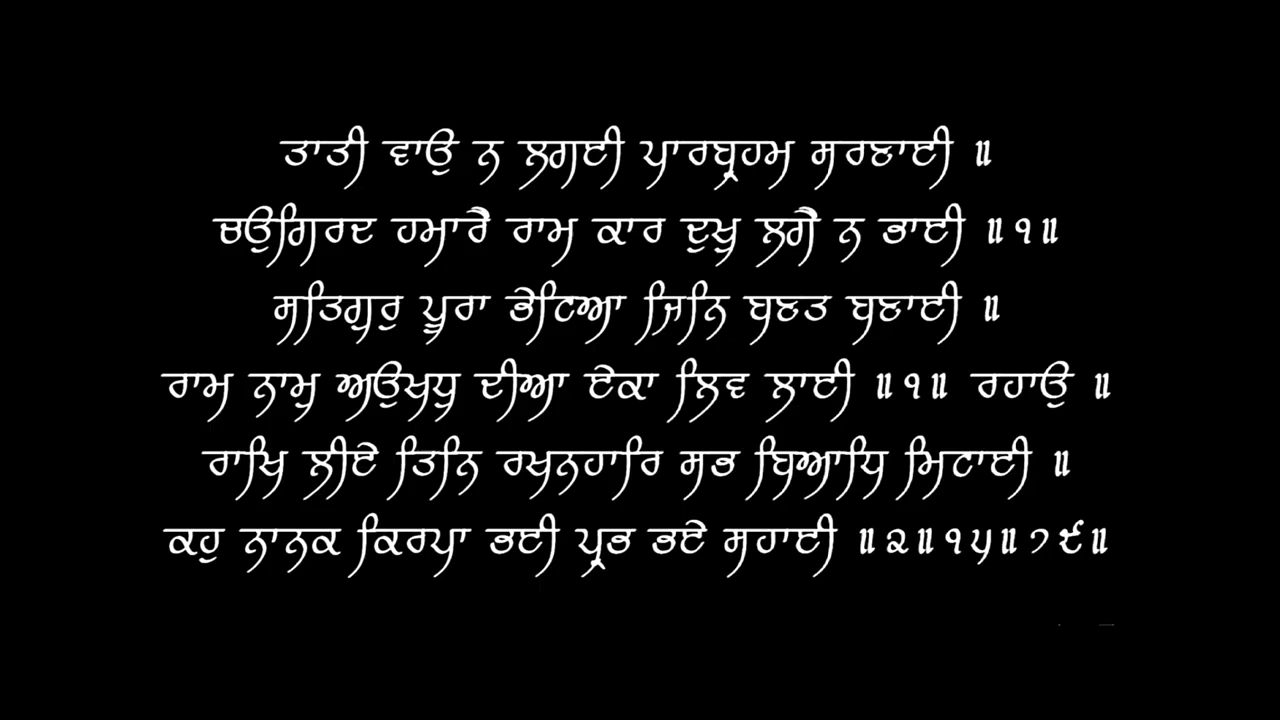 ਤਾਤੀ ਵਾਉ ਨ ਲਗਈ ਪਾਰਬ੍ਰਹਮ ਸਰਣਾਈ ॥
ਚਉਗਿਰਦ ਹਮਾਰੈ ਰਾਮ ਕਾਰ ਦੁਖੁ ਲਗੈ ਨ ਭਾਈ ॥੧॥
ਸਤਿਗੁਰੁ ਪੂਰਾ ਭੇਟਿਆ ਜਿਨਿ ਬਣਤ ਬਣਾਈ ॥
ਰਾਮ ਨਾਮੁ ਅਉਖਧੁ ਦੀਆ ਏਕਾ ਲਿਵ ਲਾਈ ॥੧॥ ਰਹਾਉ ॥
ਰਾਖਿ ਲੀਏ ਤਿਨਿ ਰਖਨਹਾਰਿ ਸਭ ਬਿਆਧਿ ਮਿਟਾਈ ॥
ਕਹੁ ਨਾਨਕ ਕਿਰਪਾ ਭਈ ਪ੍ਰਭ ਭਏ ਸਹਾਈ ॥੨॥੧੫॥੭੯॥